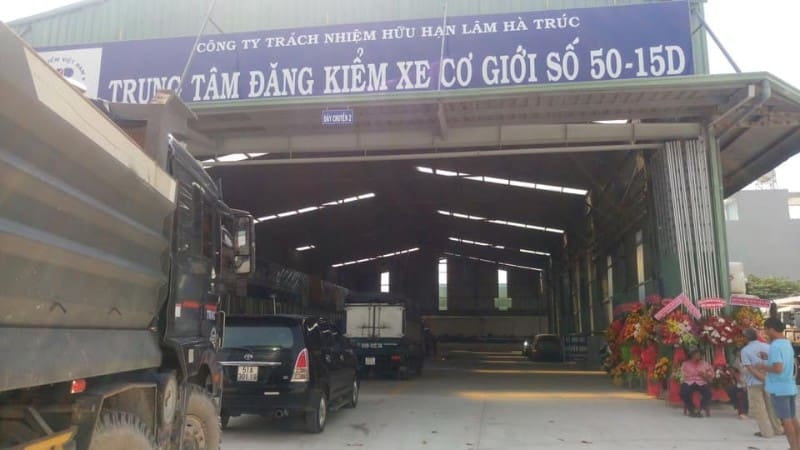 CÔNG TY TRÁCH NHIỆM HỮU HẠN LÂM HÀ TRÚC
TRUNG TÂM ĐĂNG KIỂM XE CƠ GIỚI SỐ 50-15D
DÂY CHUYỀN 2
51A